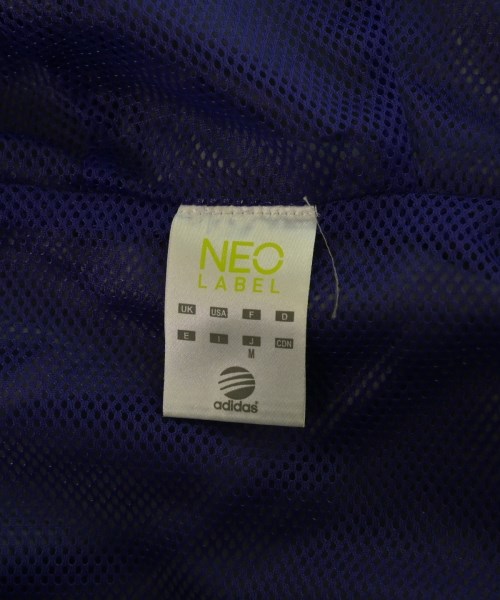 NEO
LABEL
UK USA F D
E I J CDN
M
adidas